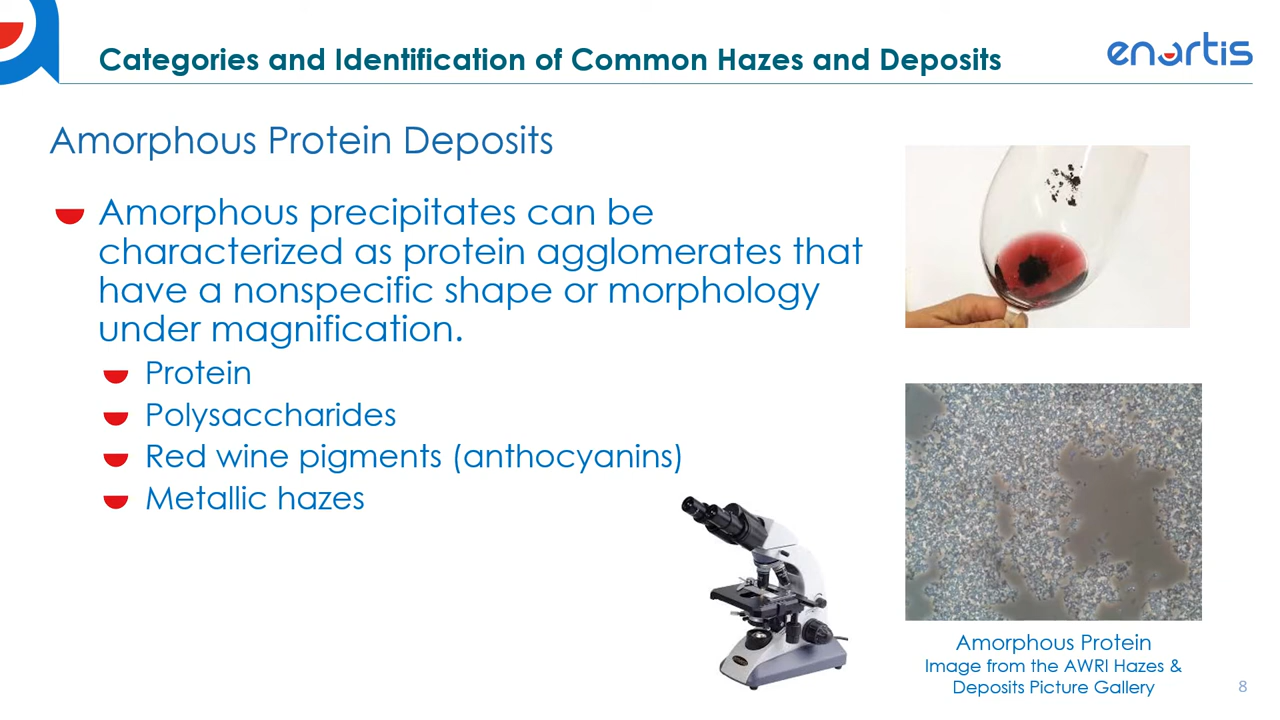 Categories and Identification of Common Hazes and Deposits
enartis
Amorphous Protein Deposits
Amorphous precipitates can be
characterized as protein agglomerates that
have a nonspecific shape or morphology
under magnification.
Protein
Polysaccharides
Red wine pigments (anthocyanins)
Metallic hazes
Amorphous Protein
Image from the AWRI Hazes &
Deposits Picture Gallery
8